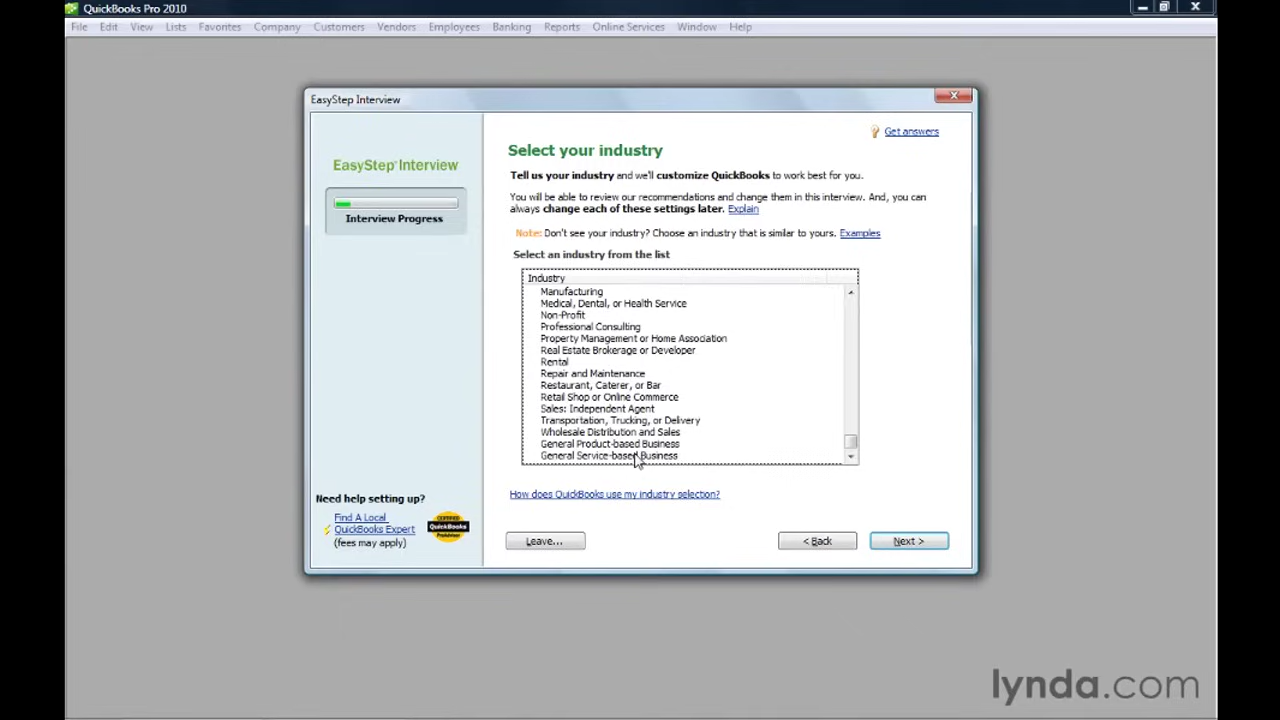 QuickBooks Pro 2010
File Edit View Lists Favorites Company Customers Vendors Employees Banking Reports Online Services Window Help
EasyStep Interview
Get answers
EasyStep Interview
Interview Progress
Select your industry
Tell us your industry and we'll customize QuickBooks to work best for you.
You will be able to review our recommendations and change them in this interview. And, you can
always change each of these settings later. Explain
Note: Don't see your industry? Choose an industry that is similar to yours. Examples
Select an industry from the list
Industry
Manufacturing
Medical, Dental, or Health Service
Non-Profit
Professional Consulting
Property Management or Home Association
Real Estate Brokerage or Developer
Rental
Repair and Maintenance
Restaurant, Caterer, or Bar
Retail Shop or Online Commerce
Sales: Independent Agent
Transportation, Trucking, or Delivery
Wholesale Distribution and Sales
General Product-based Business
General Service-based Business
How does QuickBooks use my industry selection?
Need help setting up?
Find A Local
QuickBooks Expert
(fees may apply)
CERTIFIED
QuickBooks
ProAdvisor
Leave...
< Back
Next >
lynda.com